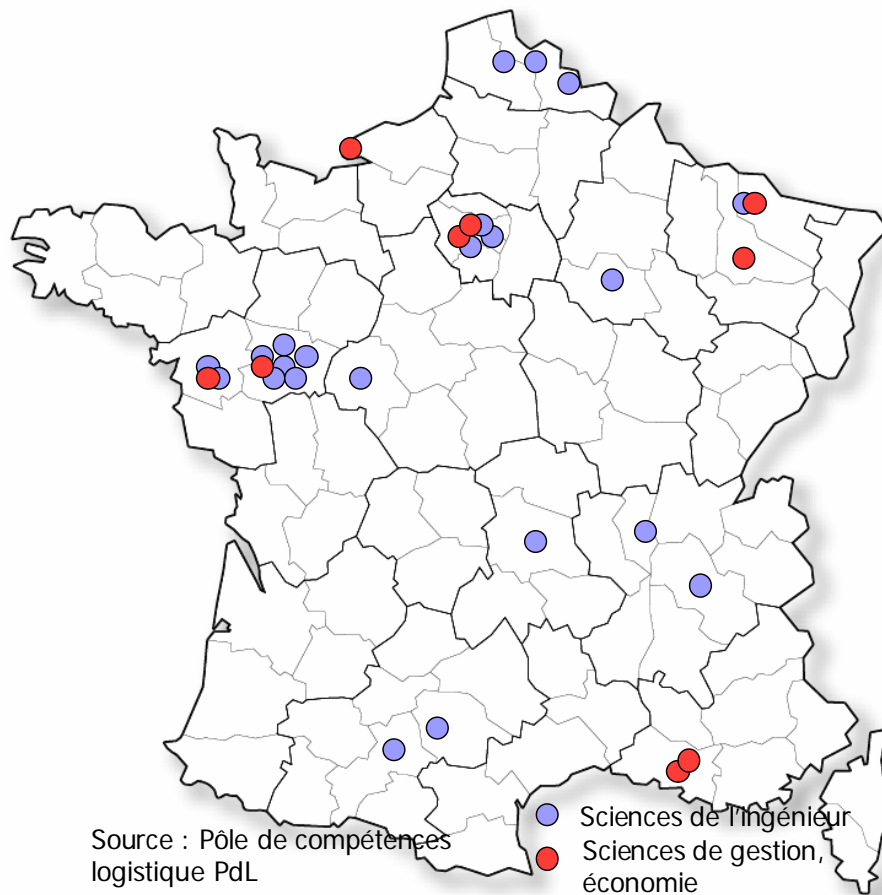 Source : Pôle de compétences
logistique PdL
Sciences de l'Ingénieur
Sciences de gestion,
économie